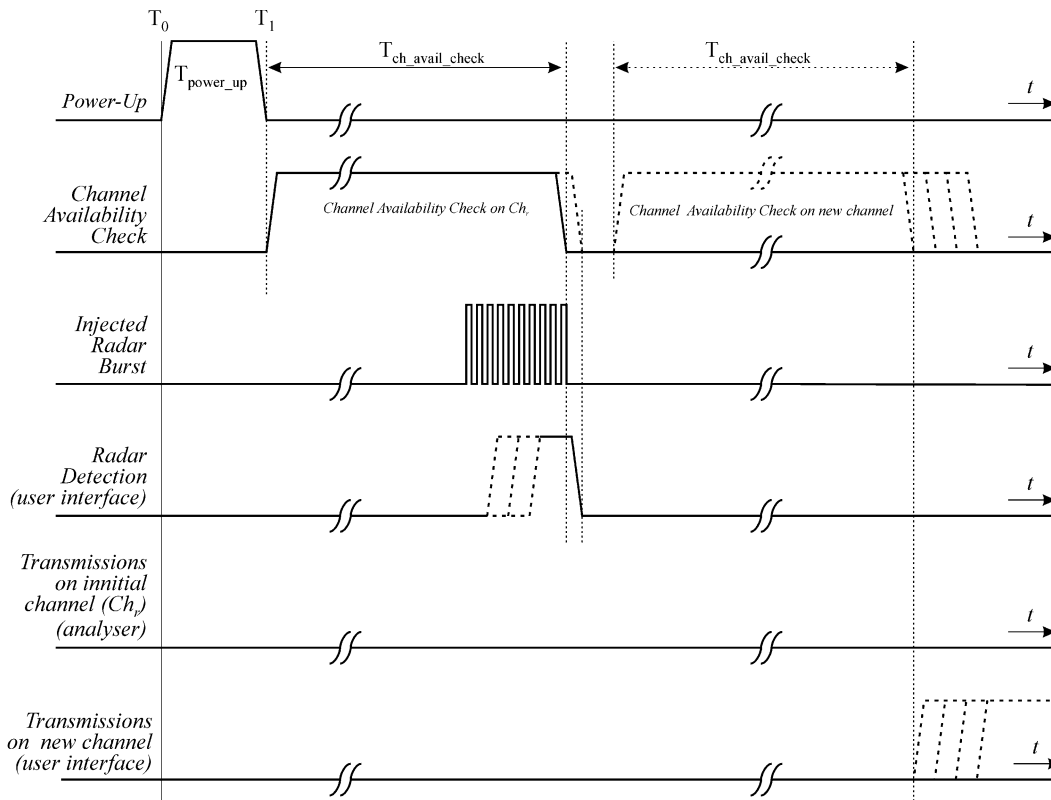 T0 T1
Tch_avail_check Tch_avail_check
Tpower_up
Power-Up
t
Channel
Availability
Check
Channel Availability Check on Chr
Channel Availability Check on new channel
t
Injected
Radar
Burst
t
Radar
Detection
(user interface)
t
Transmissions
on innitial
channel (Chr)
(analyser)
t
Transmissions
on new channel
(user interface)
t